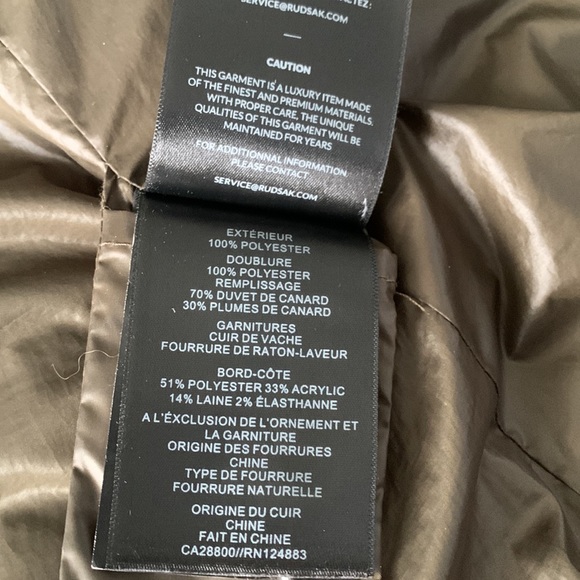 SERVICE@RUDSAK.COM
—
CAUTION
THIS GARMENT IS A LUXURY ITEM MADE
OF THE FINEST AND PREMIUM MATERIALS.
WITH PROPER CARE, THE UNIQUE
QUALITIES OF THIS GARMENT WILL BE
MAINTAINED FOR YEARS
FOR ADDITIONNAL INFORMATION
PLEASE CONTACT
SERVICE@RUDSAK.COM
EXTÉRIEUR
100% POLYESTER
DOUBLURE
100% POLYESTER
REMPLISSAGE
70% DUVET DE CANARD
30% PLUMES DE CANARD
GARNITURES
CUIR DE VACHE
FOURRURE DE RATON-LAVEUR
BORD-CÔTE
51% POLYESTER 33% ACRYLIC
14% LAINE 2% ÉLASTHANNE
A L'ÉXCLUSION DE L'ORNEMENT ET
LA GARNITURE
ORIGINE DES FOURRURES
CHINE
TYPE DE FOURRURE
FOURRURE NATURELLE
ORIGINE DU CUIR
CHINE
FAIT EN CHINE
CA28800//RN124883